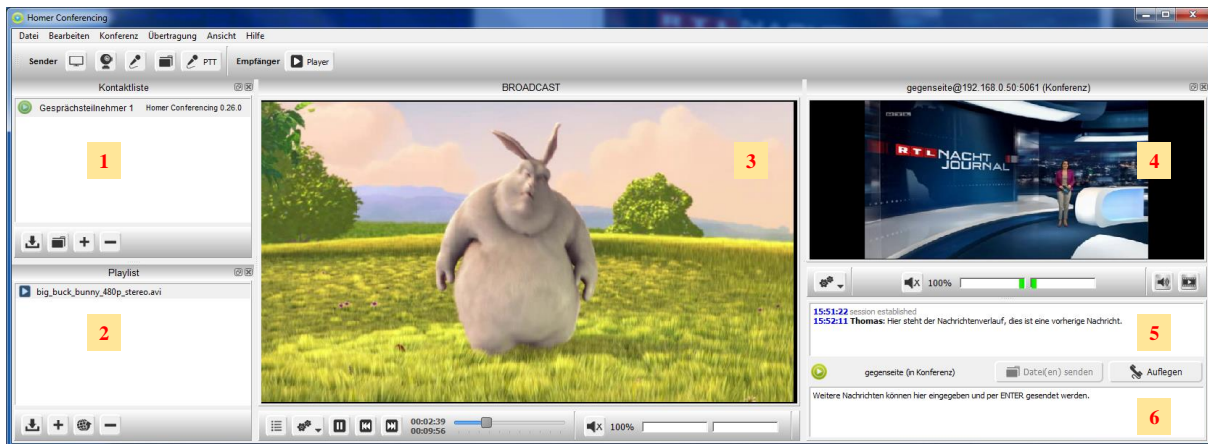 Homer Conferencing
Datei Bearbeiten Konferenz Übertragung Ansicht Hilfe
Sender PTT Empfänger Player
Kontaktliste
Gesprächsteilnehmer 1 Homer Conferencing 0.26.0
1
Playlist
big_buck_bunny_480p_stereo.avi
2
BROADCAST
3
00:02:39
00:09:56
100%
gegenseite@192.168.0.50:5061 (Konferenz)
RTL NACHT
JOURNAL
4
100%
15:51:22 session established
15:52:11 Thomas: Hier steht der Nachrichtenverlauf, dies ist eine vorherige Nachricht.
5
gegenseite (in Konferenz) Datei(en) senden Auflegen
Weitere Nachrichten können hier eingegeben und per ENTER gesendet werden.
6